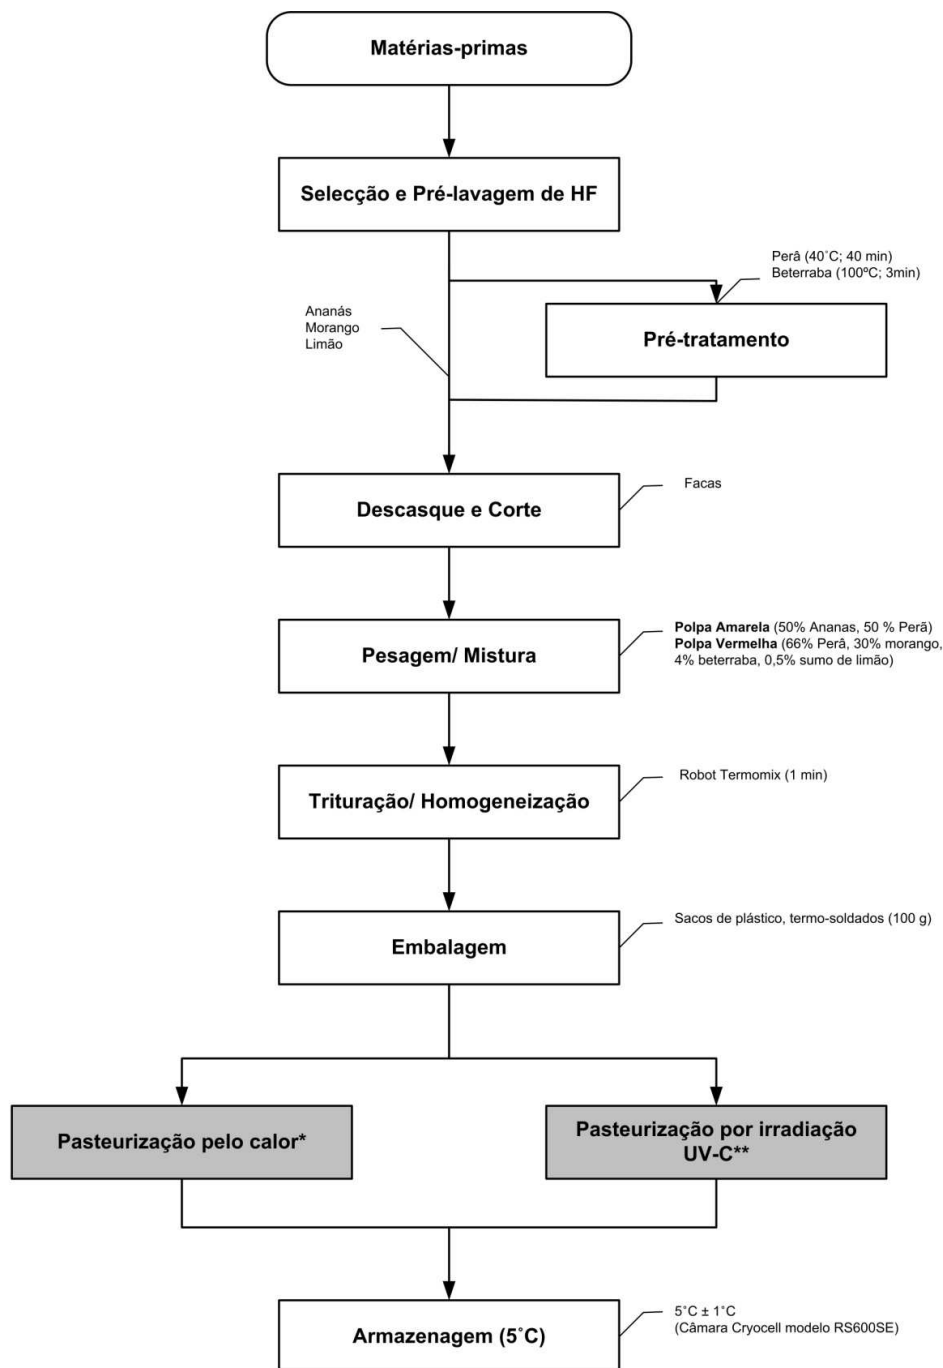 Matérias-primas
Selecção e Pré-lavagem de HF
Perâ (40˚C; 40 min)
Beterraba (100ºC; 3min)
Ananás
Morango
Limão
Pré-tratamento
Descasque e Corte
Facas
Pesagem/ Mistura
Polpa Amarela (50% Ananas, 50 % Perã)
Polpa Vermelha (66% Perâ, 30% morango,
4% beterraba, 0,5% sumo de limão)
Trituração/ Homogeneização
Robot Termomix (1 min)
Embalagem
Sacos de plástico, termo-soldados (100 g)
Pasteurização pelo calor*
Pasteurização por irradiação
UV-C**
Armazenagem (5˚C)
5˚C ± 1˚C
(Câmara Cryocell modelo RS600SE)